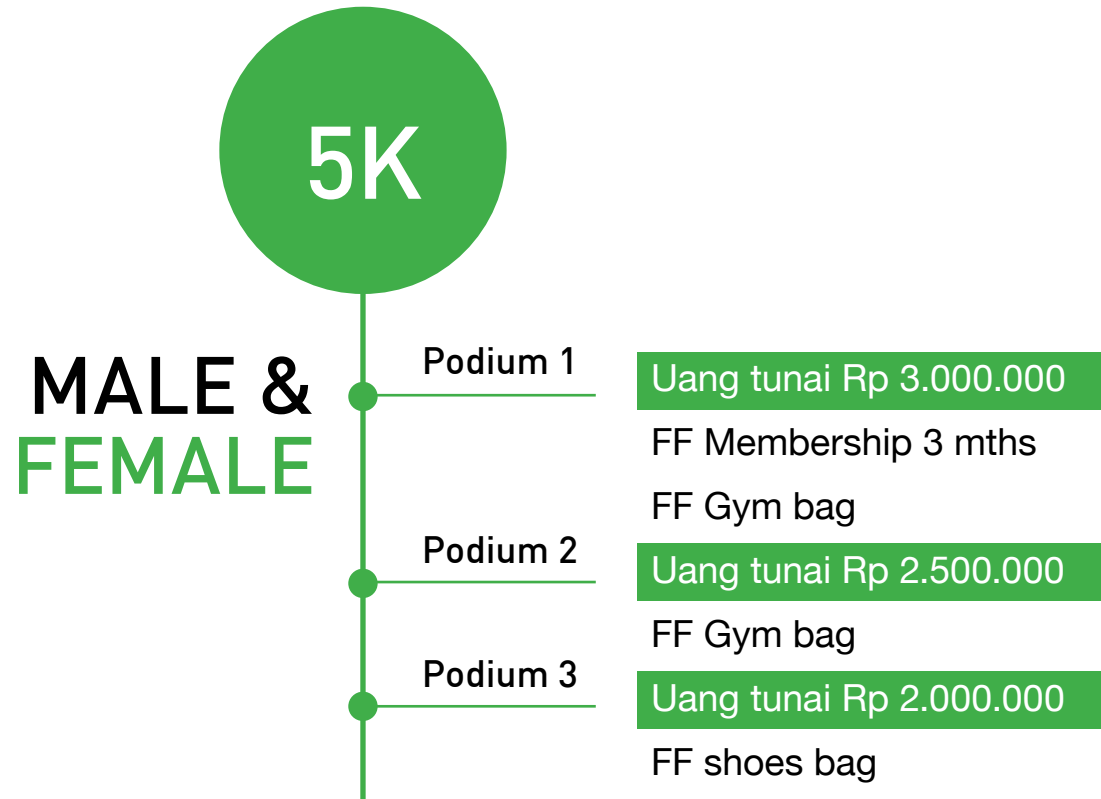 5K
MALE &
FEMALE
Podium 1
Uang tunai Rp 3.000.000
FF Membership 3 mths
FF Gym bag
Podium 2
Uang tunai Rp 2.500.000
FF Gym bag
Podium 3
Uang tunai Rp 2.000.000
FF shoes bag